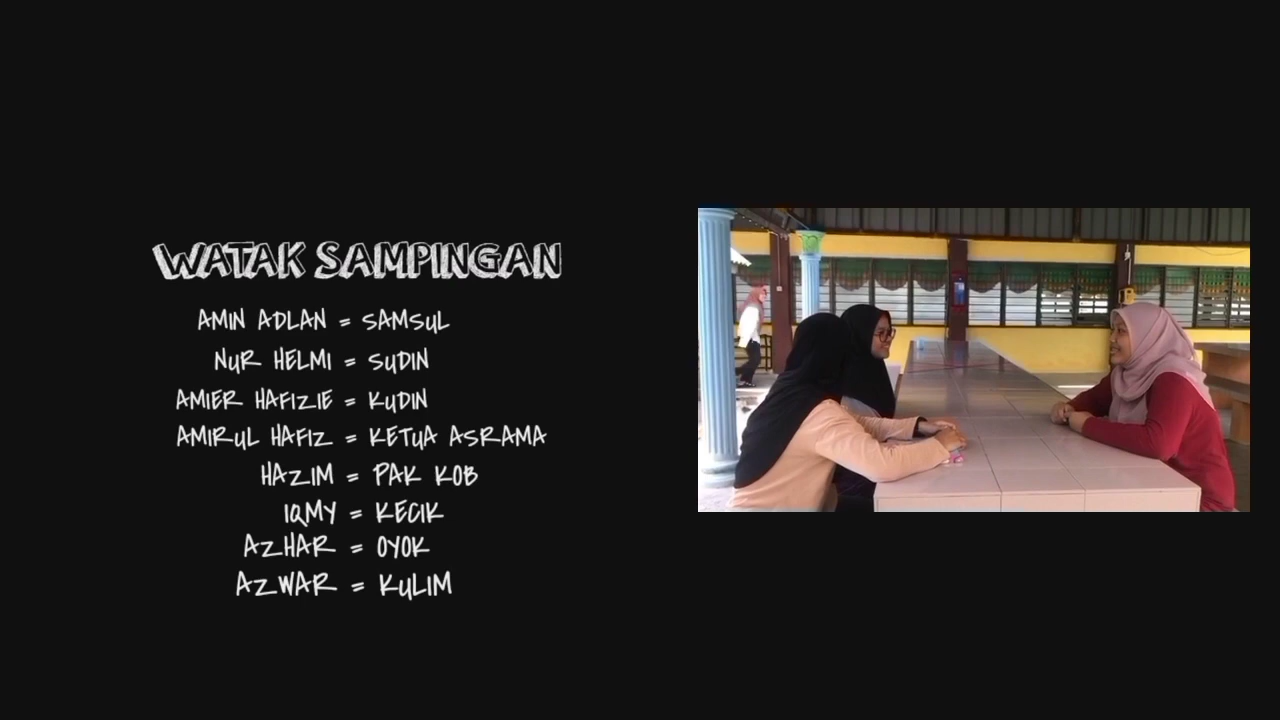 WATAK SAMPINGAN
AMIN ADLAN = SAMSUL
NUR HELMI = SUDIN
AMIER HAFIZIE = KUDIN
AMIRUL HAFIZ = KETUA ASRAMA
HAZIM = PAK KOB
IQMY = KECIK
AZHAR = OYOK
AZWAR = KULIM